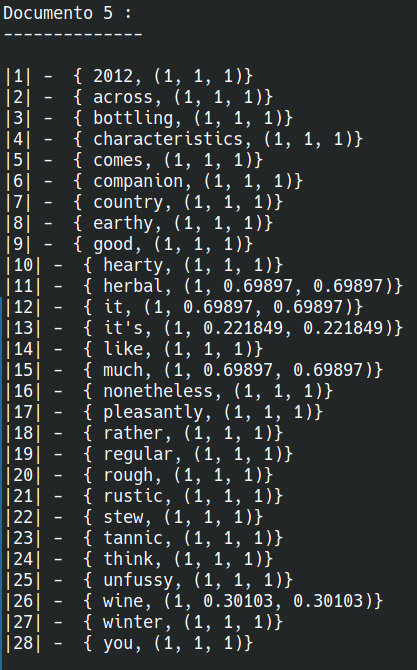 Documento 5 :
--------------
|1| -  { 2012, (1, 1, 1)}
|2| -  { across, (1, 1, 1)}
|3| -  { bottling, (1, 1, 1)}
|4| -  { characteristics, (1, 1, 1)}
|5| -  { comes, (1, 1, 1)}
|6| -  { companion, (1, 1, 1)}
|7| -  { country, (1, 1, 1)}
|8| -  { earthy, (1, 1, 1)}
|9| -  { good, (1, 1, 1)}
|10| -  { hearty, (1, 1, 1)}
|11| -  { herbal, (1, 0.69897, 0.69897)}
|12| -  { it, (1, 0.69897, 0.69897)}
|13| -  { it's, (1, 0.221849, 0.221849)}
|14| -  { like, (1, 1, 1)}
|15| -  { much, (1, 0.69897, 0.69897)}
|16| -  { nonetheless, (1, 1, 1)}
|17| -  { pleasantly, (1, 1, 1)}
|18| -  { rather, (1, 1, 1)}
|19| -  { regular, (1, 1, 1)}
|20| -  { rough, (1, 1, 1)}
|21| -  { rustic, (1, 1, 1)}
|22| -  { stew, (1, 1, 1)}
|23| -  { tannic, (1, 1, 1)}
|24| -  { think, (1, 1, 1)}
|25| -  { unfussy, (1, 1, 1)}
|26| -  { wine, (1, 0.30103, 0.30103)}
|27| -  { winter, (1, 1, 1)}
|28| -  { you, (1, 1, 1)}